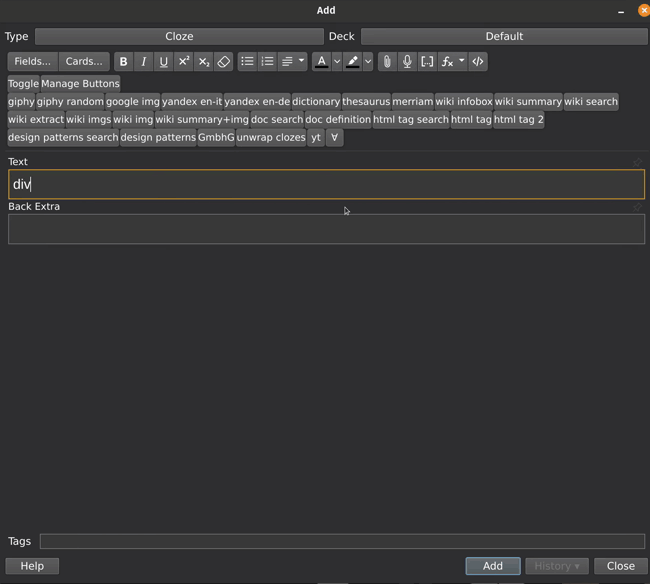 Add
Type Cloze Deck Default
Fields... Cards... B I U x² x₂ A [..] fx </>
Toggle Manage Buttons
giphy giphy random google img yandex en-it yandex en-de dictionary thesaurus merriam wiki infobox wiki summary wiki search
wiki extract wiki imgs wiki img wiki summary+img doc search doc definition html tag search html tag html tag 2
design patterns search design patterns GmbhG unwrap clozes yt ∀
Text
div
Back Extra
Tags
Help Add History Close